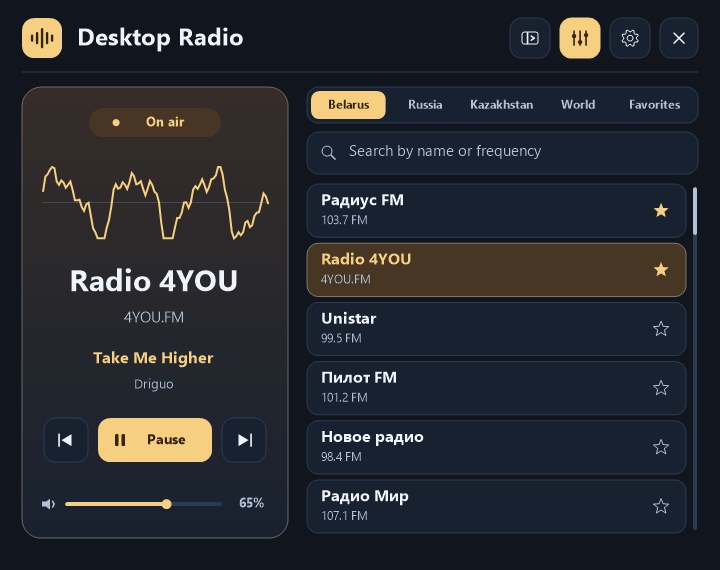 Desktop Radio
On air
Radio 4YOU
4YOU.FM
Take Me Higher
Driguo
Pause
65%
Belarus
Russia
Kazakhstan
World
Favorites
Search by name or frequency
Радиус FM
103.7 FM
Radio 4YOU
4YOU.FM
Unistar
99.5 FM
Пилот FM
101.2 FM
Новое радио
98.4 FM
Радио Мир
107.1 FM